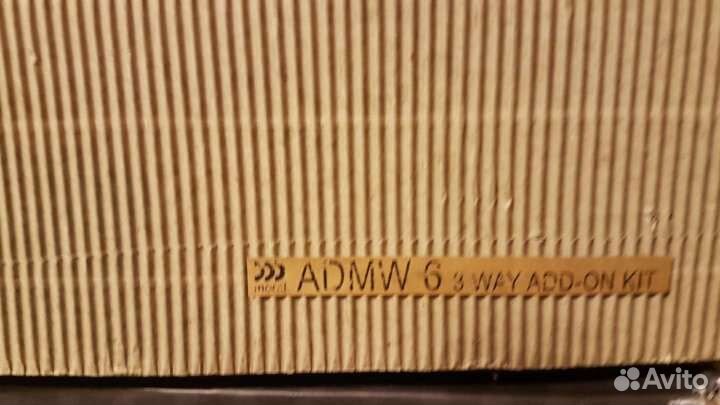 morel ADMW 6 3 WAY ADD-ON KIT
Avito